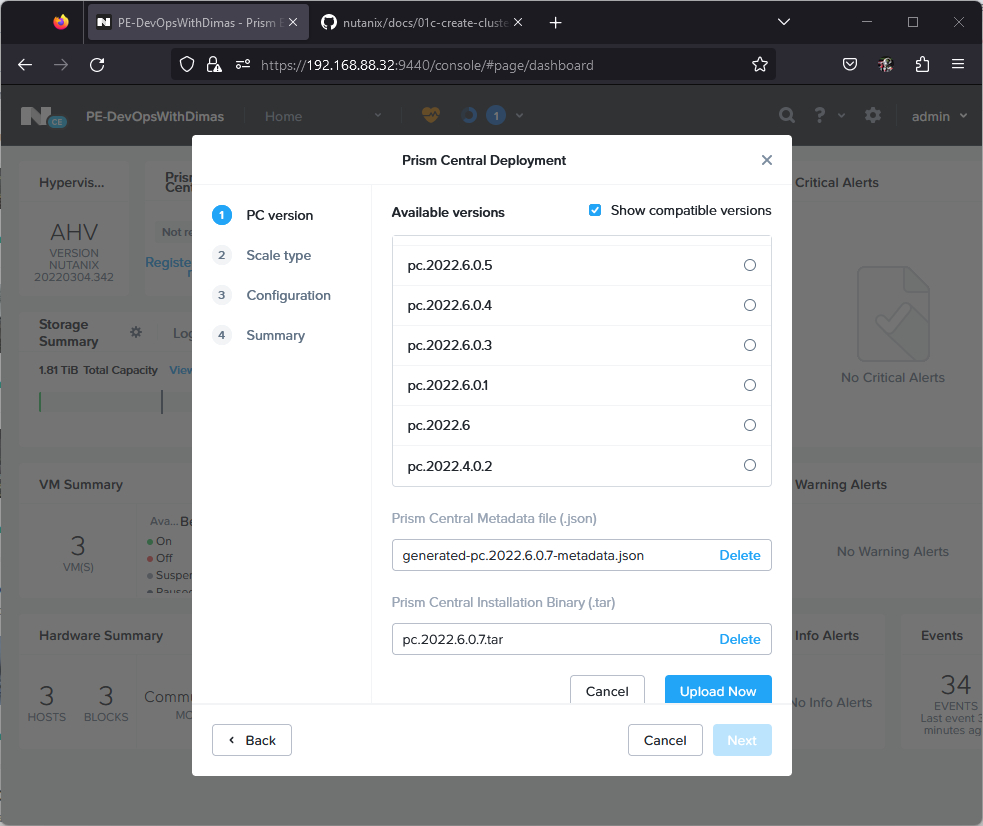 PE-DevOpsWithDimas - Prism E
nutanix/docs/01c-create-cluste
https://192.168.88.32:9440/console/#page/dashboard
CE
PE-DevOpsWithDimas
Home
1
?
admin
Prism Central Deployment
1 PC version
2 Scale type
3 Configuration
4 Summary
Available versions
Show compatible versions
pc.2022.6.0.5
pc.2022.6.0.4
pc.2022.6.0.3
pc.2022.6.0.1
pc.2022.6
pc.2022.4.0.2
Prism Central Metadata file (.json)
generated-pc.2022.6.0.7-metadata.json Delete
Prism Central Installation Binary (.tar)
pc.2022.6.0.7.tar Delete
Cancel Upload Now
Back Cancel Next
Hypervis...
AHV
VERSION
NUTANIX
20220304.342
Pris
Cen
Not re
Registe
Storage
Summary
Log
1.81 TiB Total Capacity View
VM Summary
3
VM(S)
Ava... Be
On
Off
Suspe
Paused
Hardware Summary
3
HOSTS
3
BLOCKS
Commu
MO
Critical Alerts
No Critical Alerts
Warning Alerts
No Warning Alerts
Info Alerts
No Info Alerts
Events
34
EVENTS
Last event 3
minutes ag